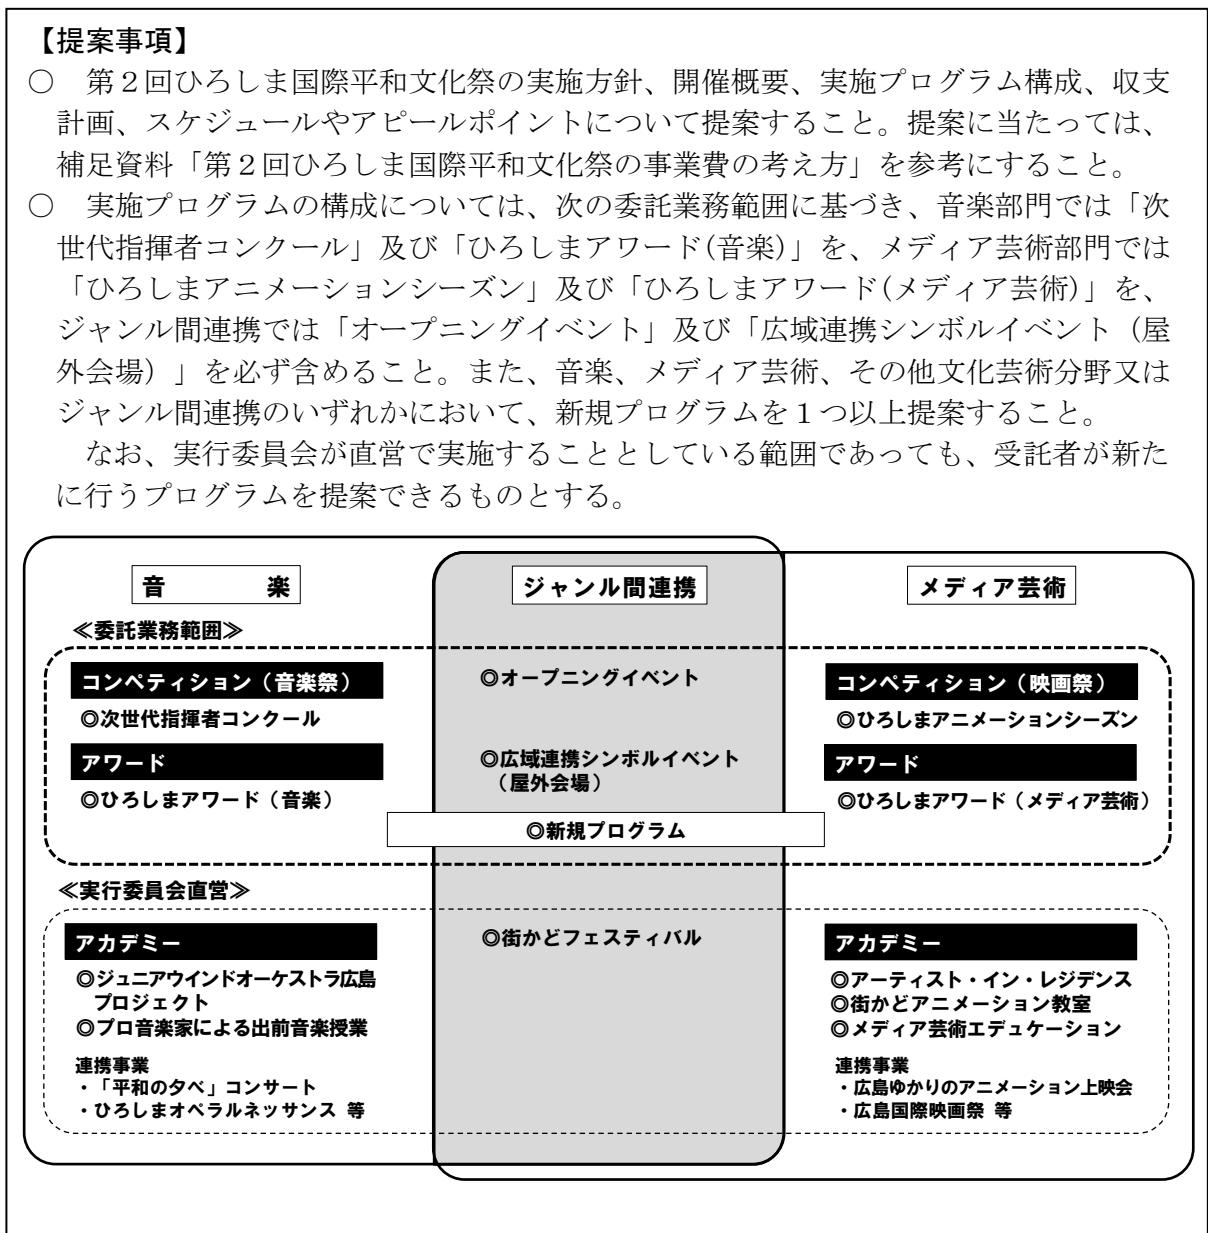 【提案事項】
○　第２回ひろしま国際平和文化祭の実施方針、開催概要、実施プログラム構成、収支
計画、スケジュールやアピールポイントについて提案すること。提案に当たっては、
補足資料「第２回ひろしま国際平和文化祭の事業費の考え方」を参考にすること。
○　実施プログラムの構成については、次の委託業務範囲に基づき、音楽部門では「次
世代指揮者コンクール」及び「ひろしまアワード(音楽)」を、メディア芸術部門では
「ひろしまアニメーションシーズン」及び「ひろしまアワード(メディア芸術)」を、
ジャンル間連携では「オープニングイベント」及び「広域連携シンボルイベント（屋
外会場）」を必ず含めること。また、音楽、メディア芸術、その他文化芸術分野又は
ジャンル間連携のいずれかにおいて、新規プログラムを１つ以上提案すること。
なお、実行委員会が直営で実施することとしている範囲であっても、受託者が新た
に行うプログラムを提案できるものとする。
音　　　楽
≪委託業務範囲≫
コンペティション（音楽祭）
◎次世代指揮者コンクール
アワード
◎ひろしまアワード（音楽）
ジャンル間連携
◎オープニングイベント
◎広域連携シンボルイベント
（屋外会場）
◎新規プログラム
メディア芸術
コンペティション（映画祭）
◎ひろしまアニメーションシーズン
アワード
◎ひろしまアワード（メディア芸術）
≪実行委員会直営≫
アカデミー
◎ジュニアウインドオーケストラ広島
プロジェクト
◎プロ音楽家による出前音楽授業
連携事業
・「平和の夕べ」コンサート
・ひろしまオペラルネッサンス 等
◎街かどフェスティバル
アカデミー
◎アーティスト・イン・レジデンス
◎街かどアニメーション教室
◎メディア芸術エデュケーション
連携事業
・広島ゆかりのアニメーション上映会
・広島国際映画祭 等